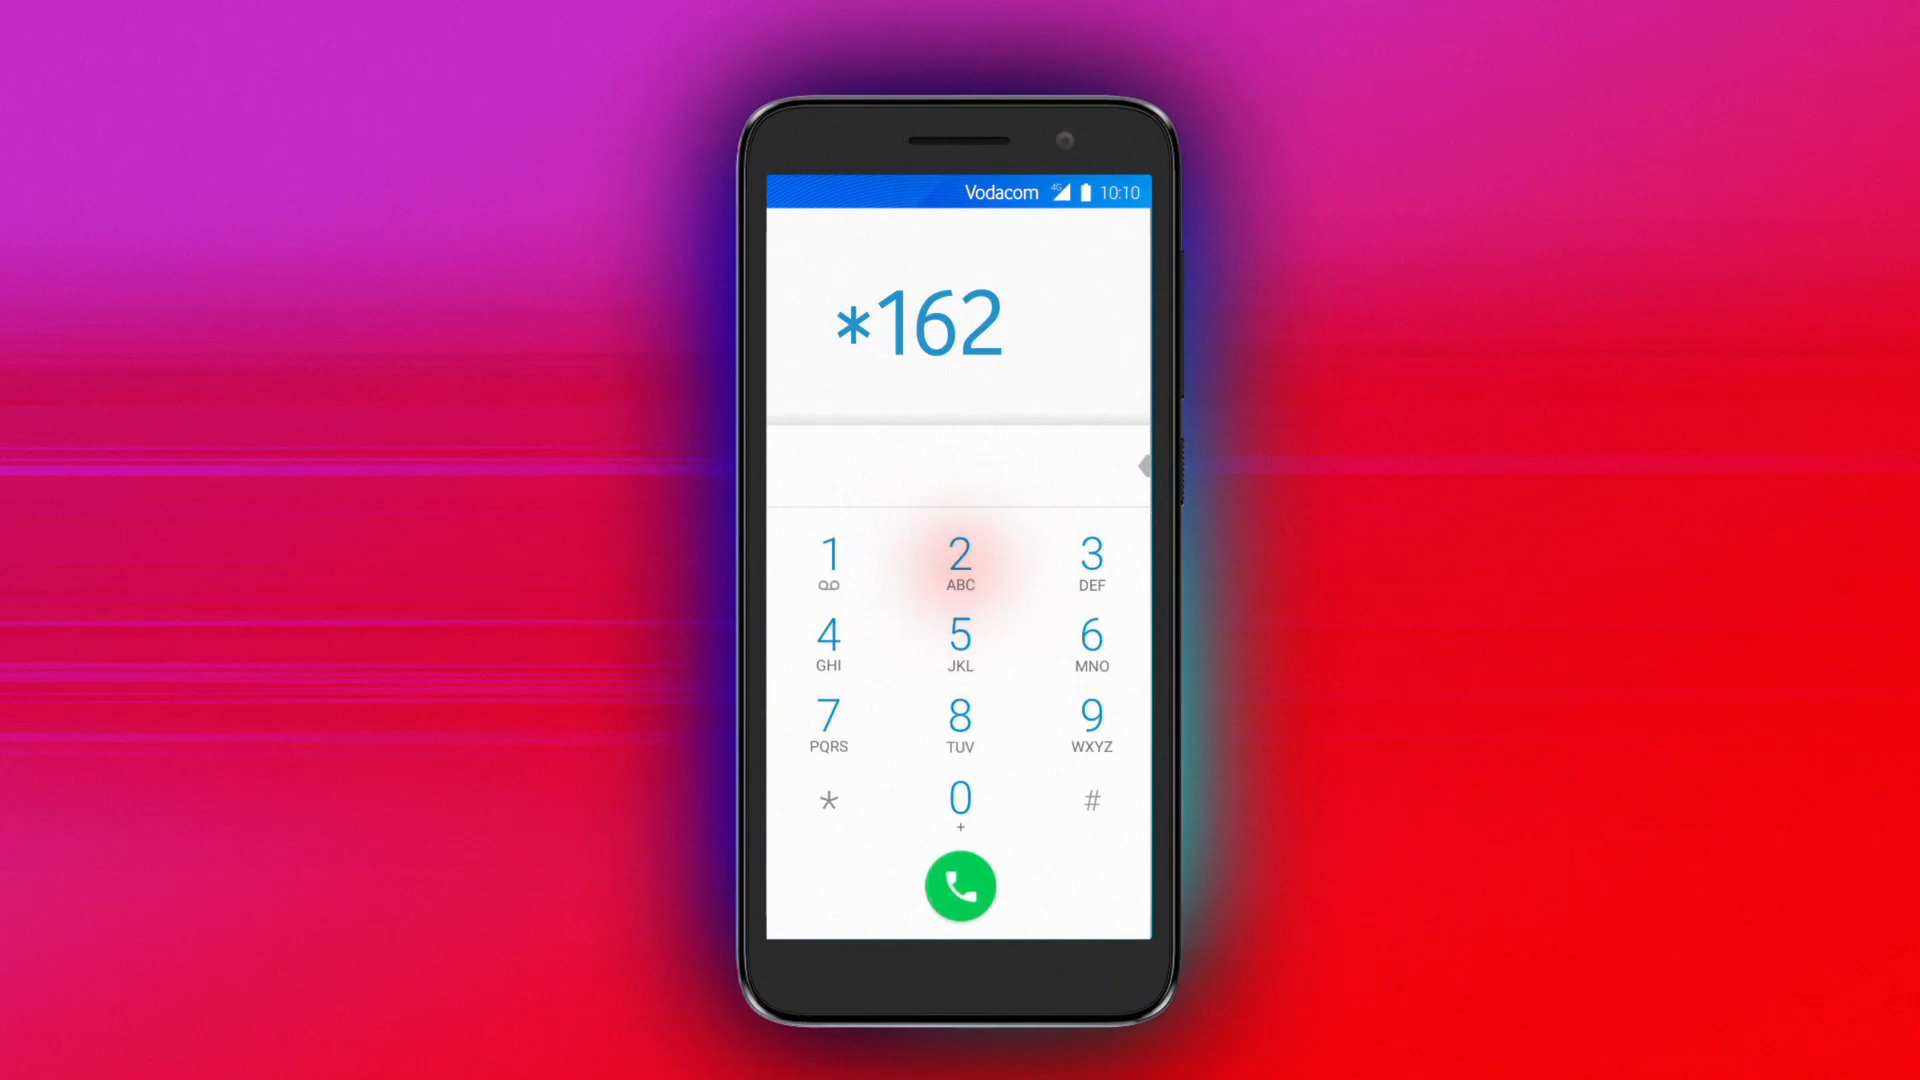 Vodacom 4G 10:10
*162
1 2 3
ABC DEF
4 5 6
GHI JKL MNO
7 8 9
PQRS TUV WXYZ
* 0 #
+